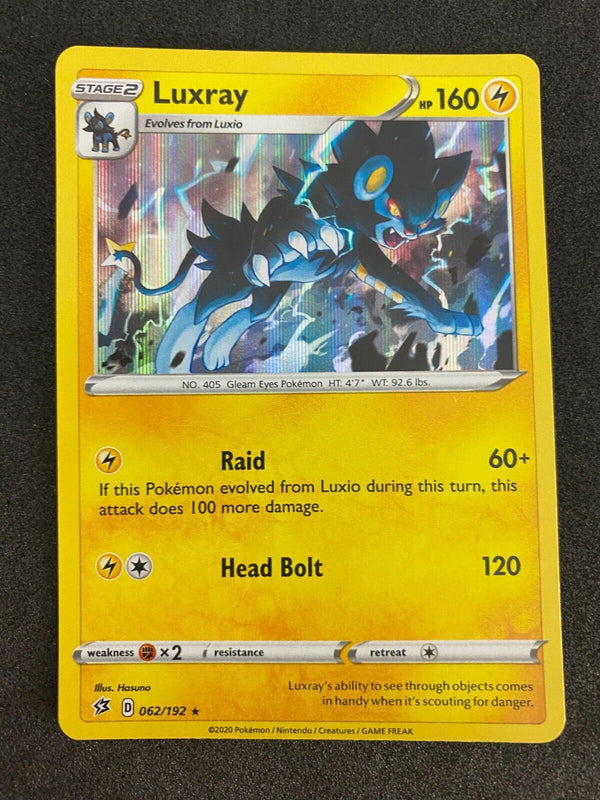 STAGE2 Luxray HP 160
Evolves from Luxio
NO. 405 Gleam Eyes Pokémon HT: 4'7" WT: 92.6 lbs.
Raid 60+
If this Pokémon evolved from Luxio during this turn, this
attack does 100 more damage.
Head Bolt 120
weakness ×2 resistance retreat
Illus. Hasuno
Luxray's ability to see through objects comes
in handy when it's scouting for danger.
D 062/192 ★
©2020 Pokémon / Nintendo / Creatures / GAME FREAK